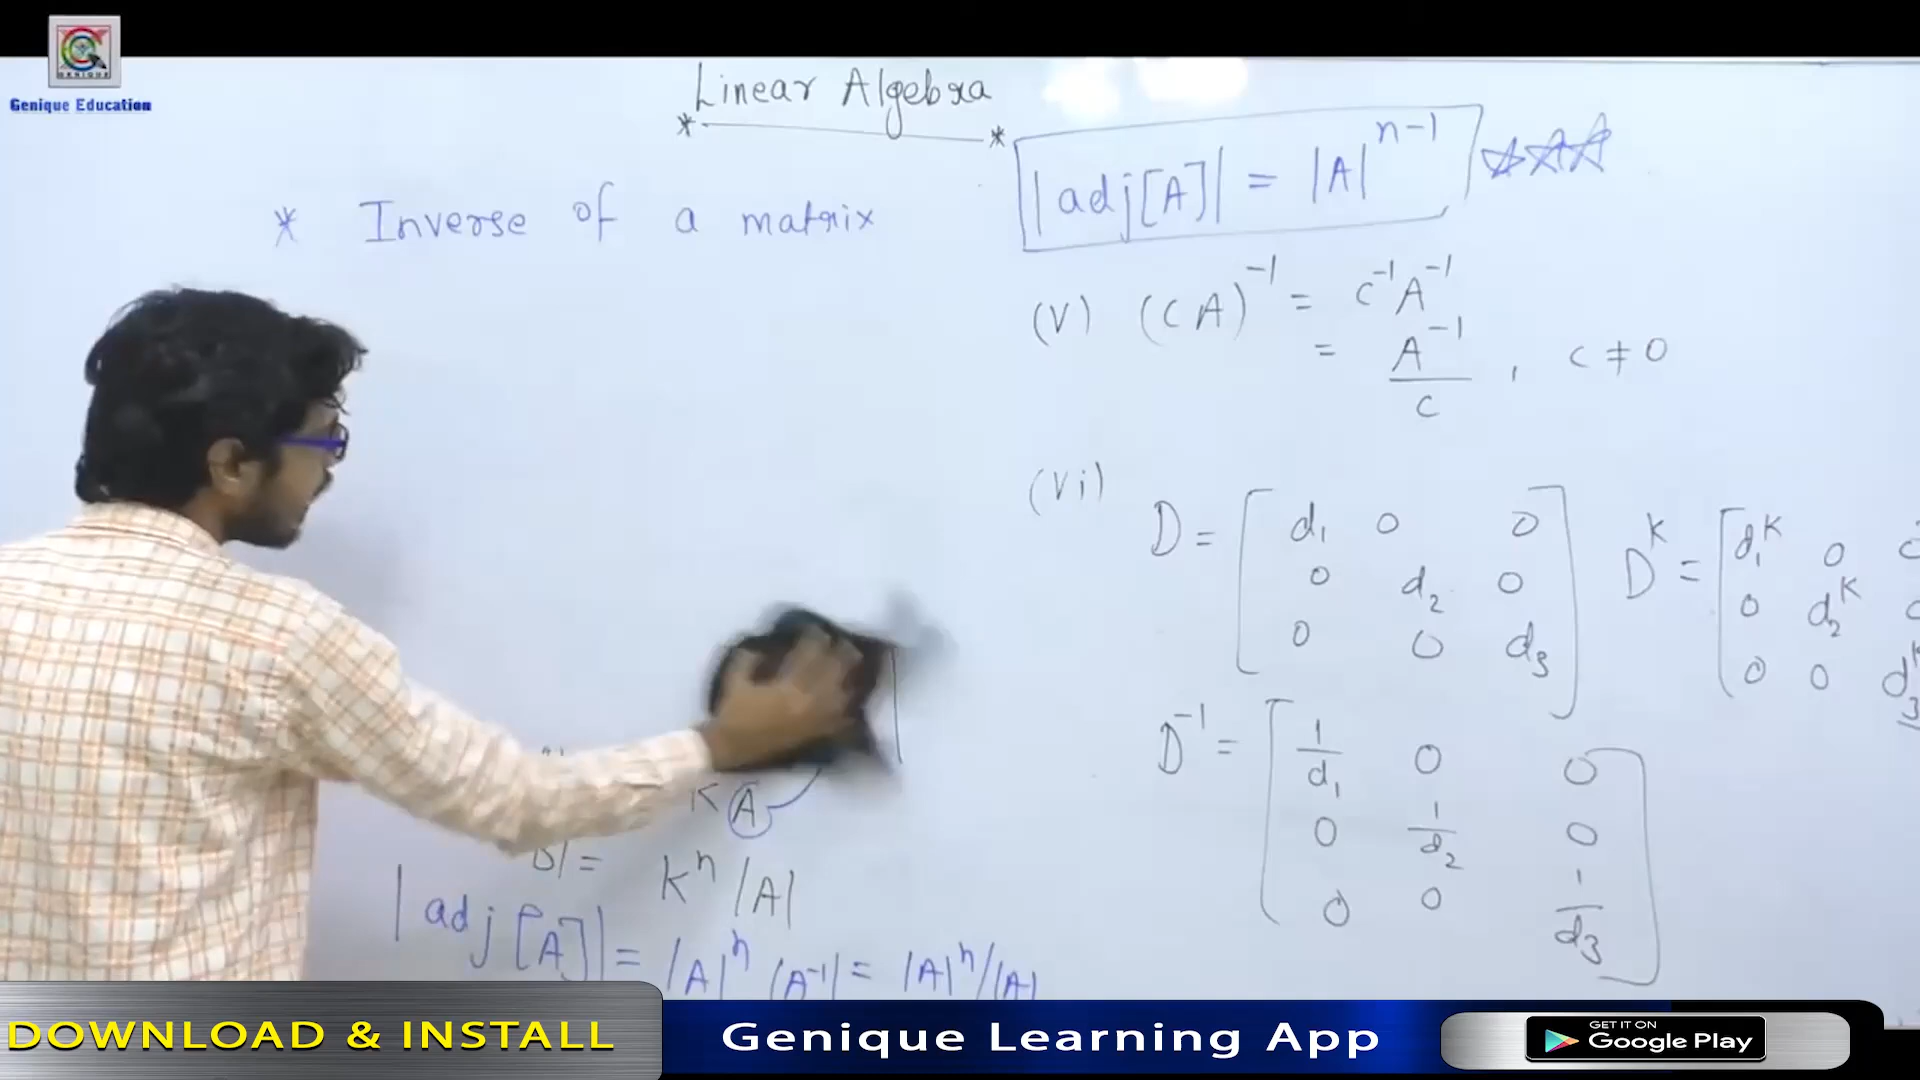 GENIQUE
Genique Education
Linear Algebra
* Inverse of a matrix
|adj[A]| = |A|^{n-1}
(V) (CA)^{-1} = C^{-1}A^{-1}
= A^{-1}/C , C ≠ 0
(Vi)
D = [ d₁ 0 0
0 d₂ 0
0 0 d₃ ]
D^K = [ d₁^K 0
0 d₂^K
0 0 d₃^K
D^{-1} = [ 1/d₁ 0 0
0 1/d₂ 0
0 0 1/d₃ ]
K A
= K^n |A|
|adj[A]| = |A|^n |A^{-1}| = |A|^n/|A|
DOWNLOAD & INSTALL
Genique Learning App
GET IT ON
Google Play